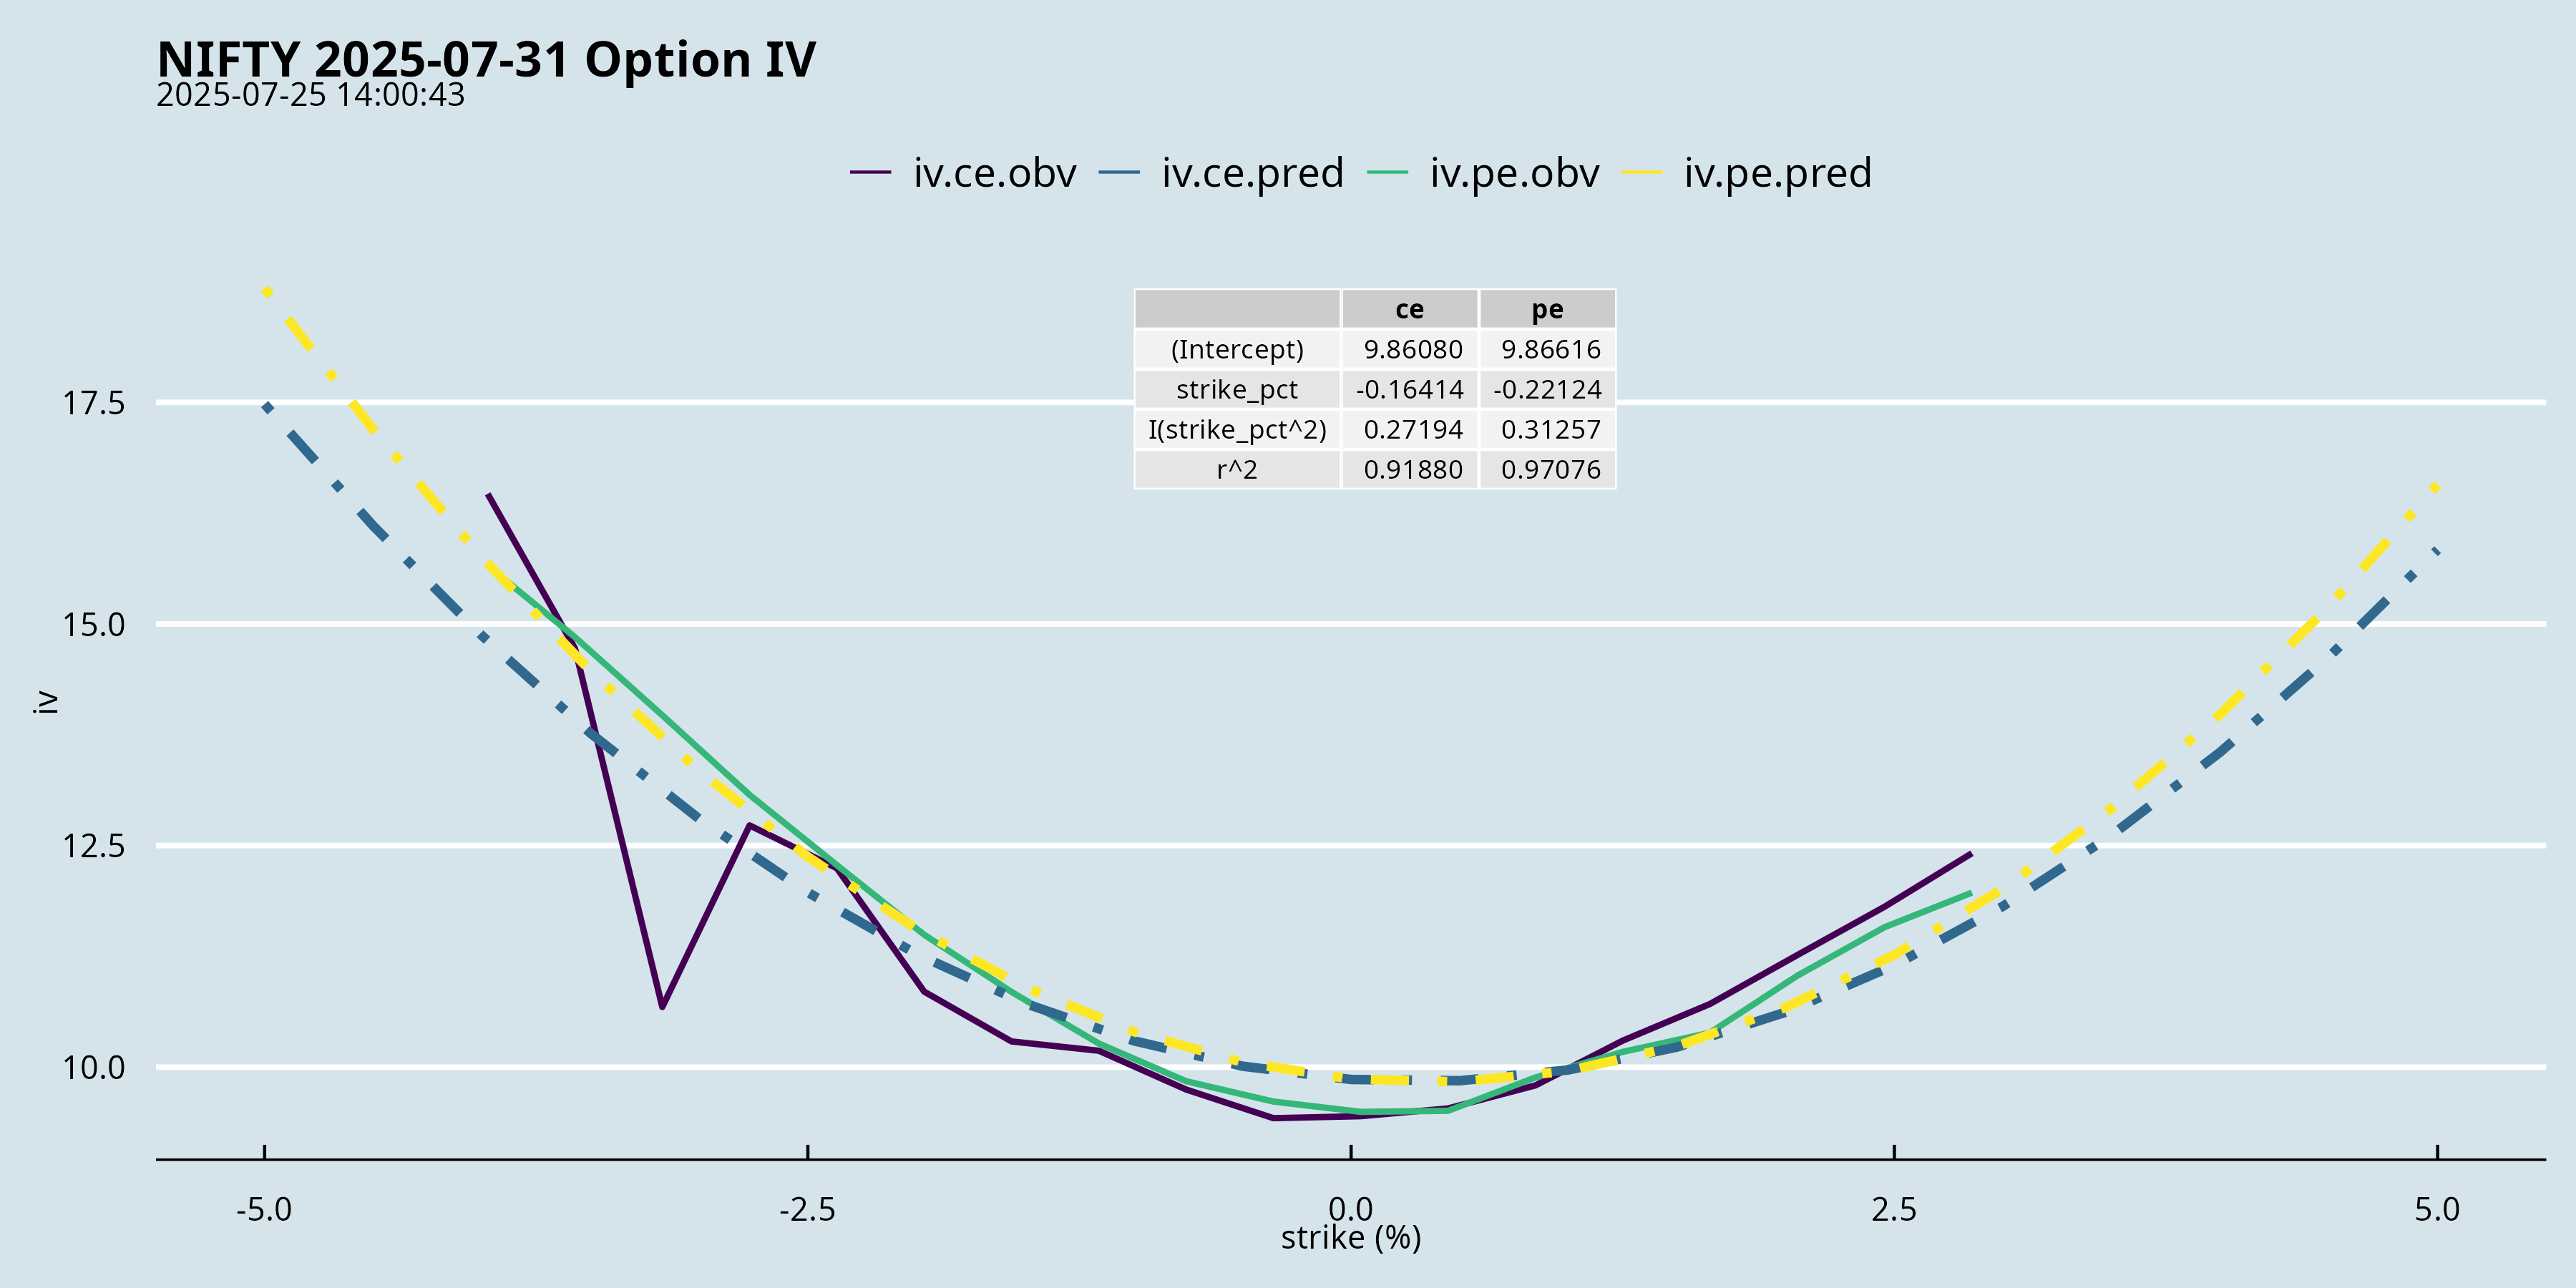 NIFTY 2025-07-31 Option IV
2025-07-25 14:00:43
iv.ce.obv iv.ce.pred iv.pe.obv iv.pe.pred
ce pe
(Intercept) 9.86080 9.86616
strike_pct -0.16414 -0.22124
I(strike_pct^2) 0.27194 0.31257
r^2 0.91880 0.97076
17.5
15.0
12.5
10.0
iv
-5.0 -2.5 0.0 2.5 5.0
strike (%)